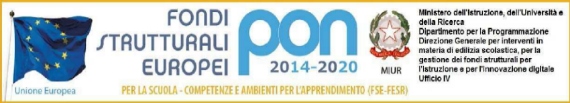 FONDI
STRUTTURALI
EUROPEI
pon
2014-2020
Unione Europea
MIUR
PER LA SCUOLA - COMPETENZE E AMBIENTI PER L'APPRENDIMENTO (FSE-FESR)
Ministero dell'Istruzione, dell'Università e
della Ricerca
Dipartimento per la Programmazione
Direzione Generale per interventi in
materia di edilizia scolastica, per la
gestione dei fondi strutturali per
l'istruzione e per l'innovazione digitale
Ufficio IV